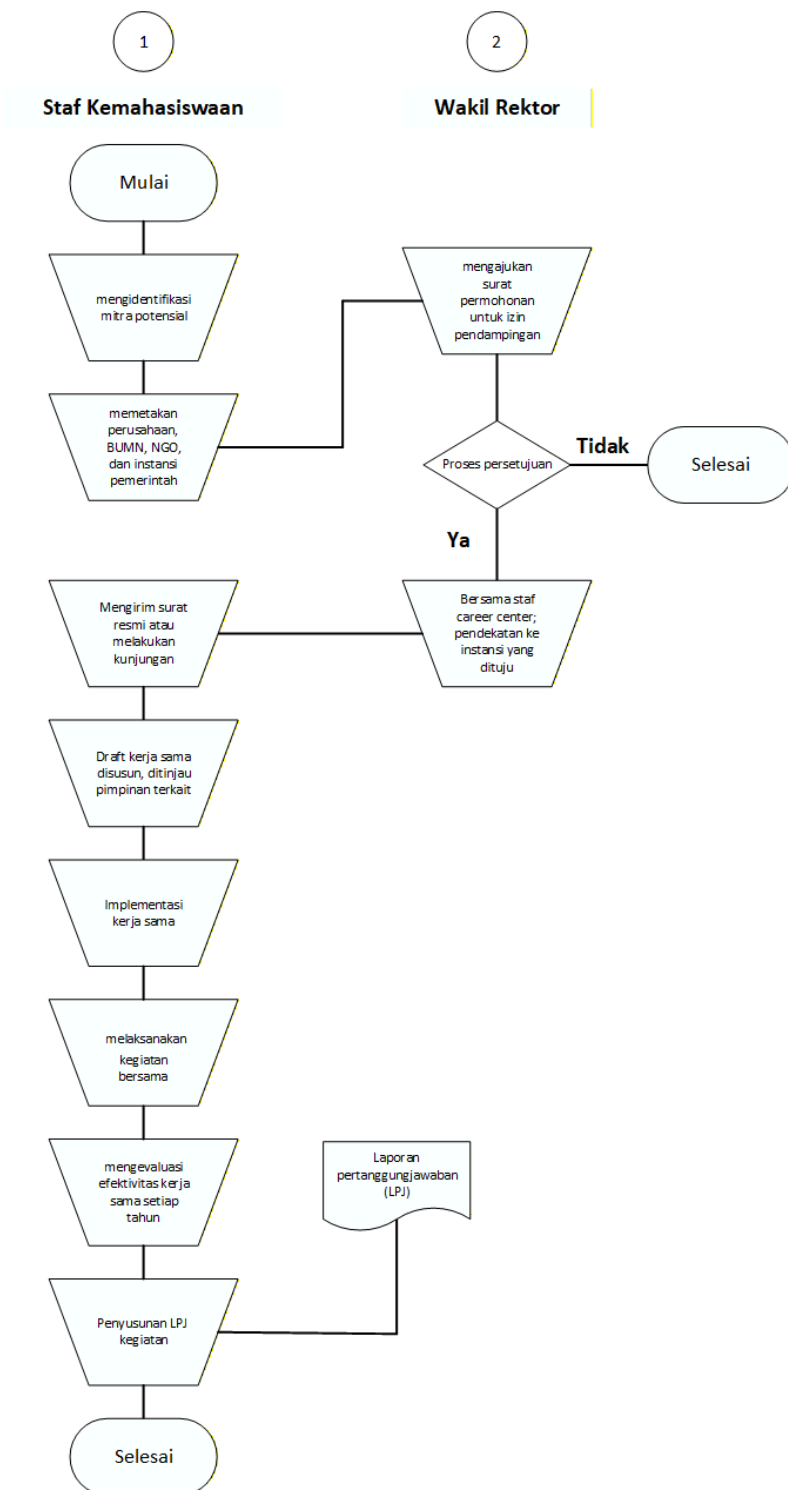 1
2
Staf Kemahasiswaan
Wakil Rektor
Mulai
mengidentifikasi
mitra potensial
mengajukan
surat
permohonan
untuk izin
pendampingan
memetakan
perusahaan,
BUMN, NGO,
dan instansi
pemerintah
Proses persetujuan
Tidak
Selesai
Ya
Mengirim surat
resmi atau
melakukan
kunjungan
Bersama staf
career center;
pendekatan ke
instansi yang
dituju
Draft kerja sama
disusun, ditinjau
pimpinan terkait
Implementasi
kerja sama
melaksanakan
kegiatan
bersama
mengevaluasi
efektivitas kerja
sama setiap
tahun
Laporan
pertanggungjawaban
(LPJ)
Penyusunan LPJ
kegiatan
Selesai